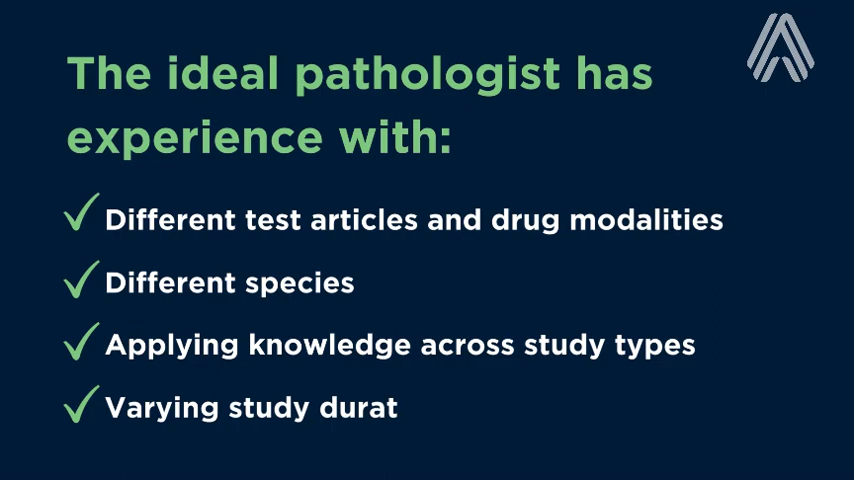 The ideal pathologist has
experience with:
Different test articles and drug modalities
Different species
Applying knowledge across study types
Varying study durat